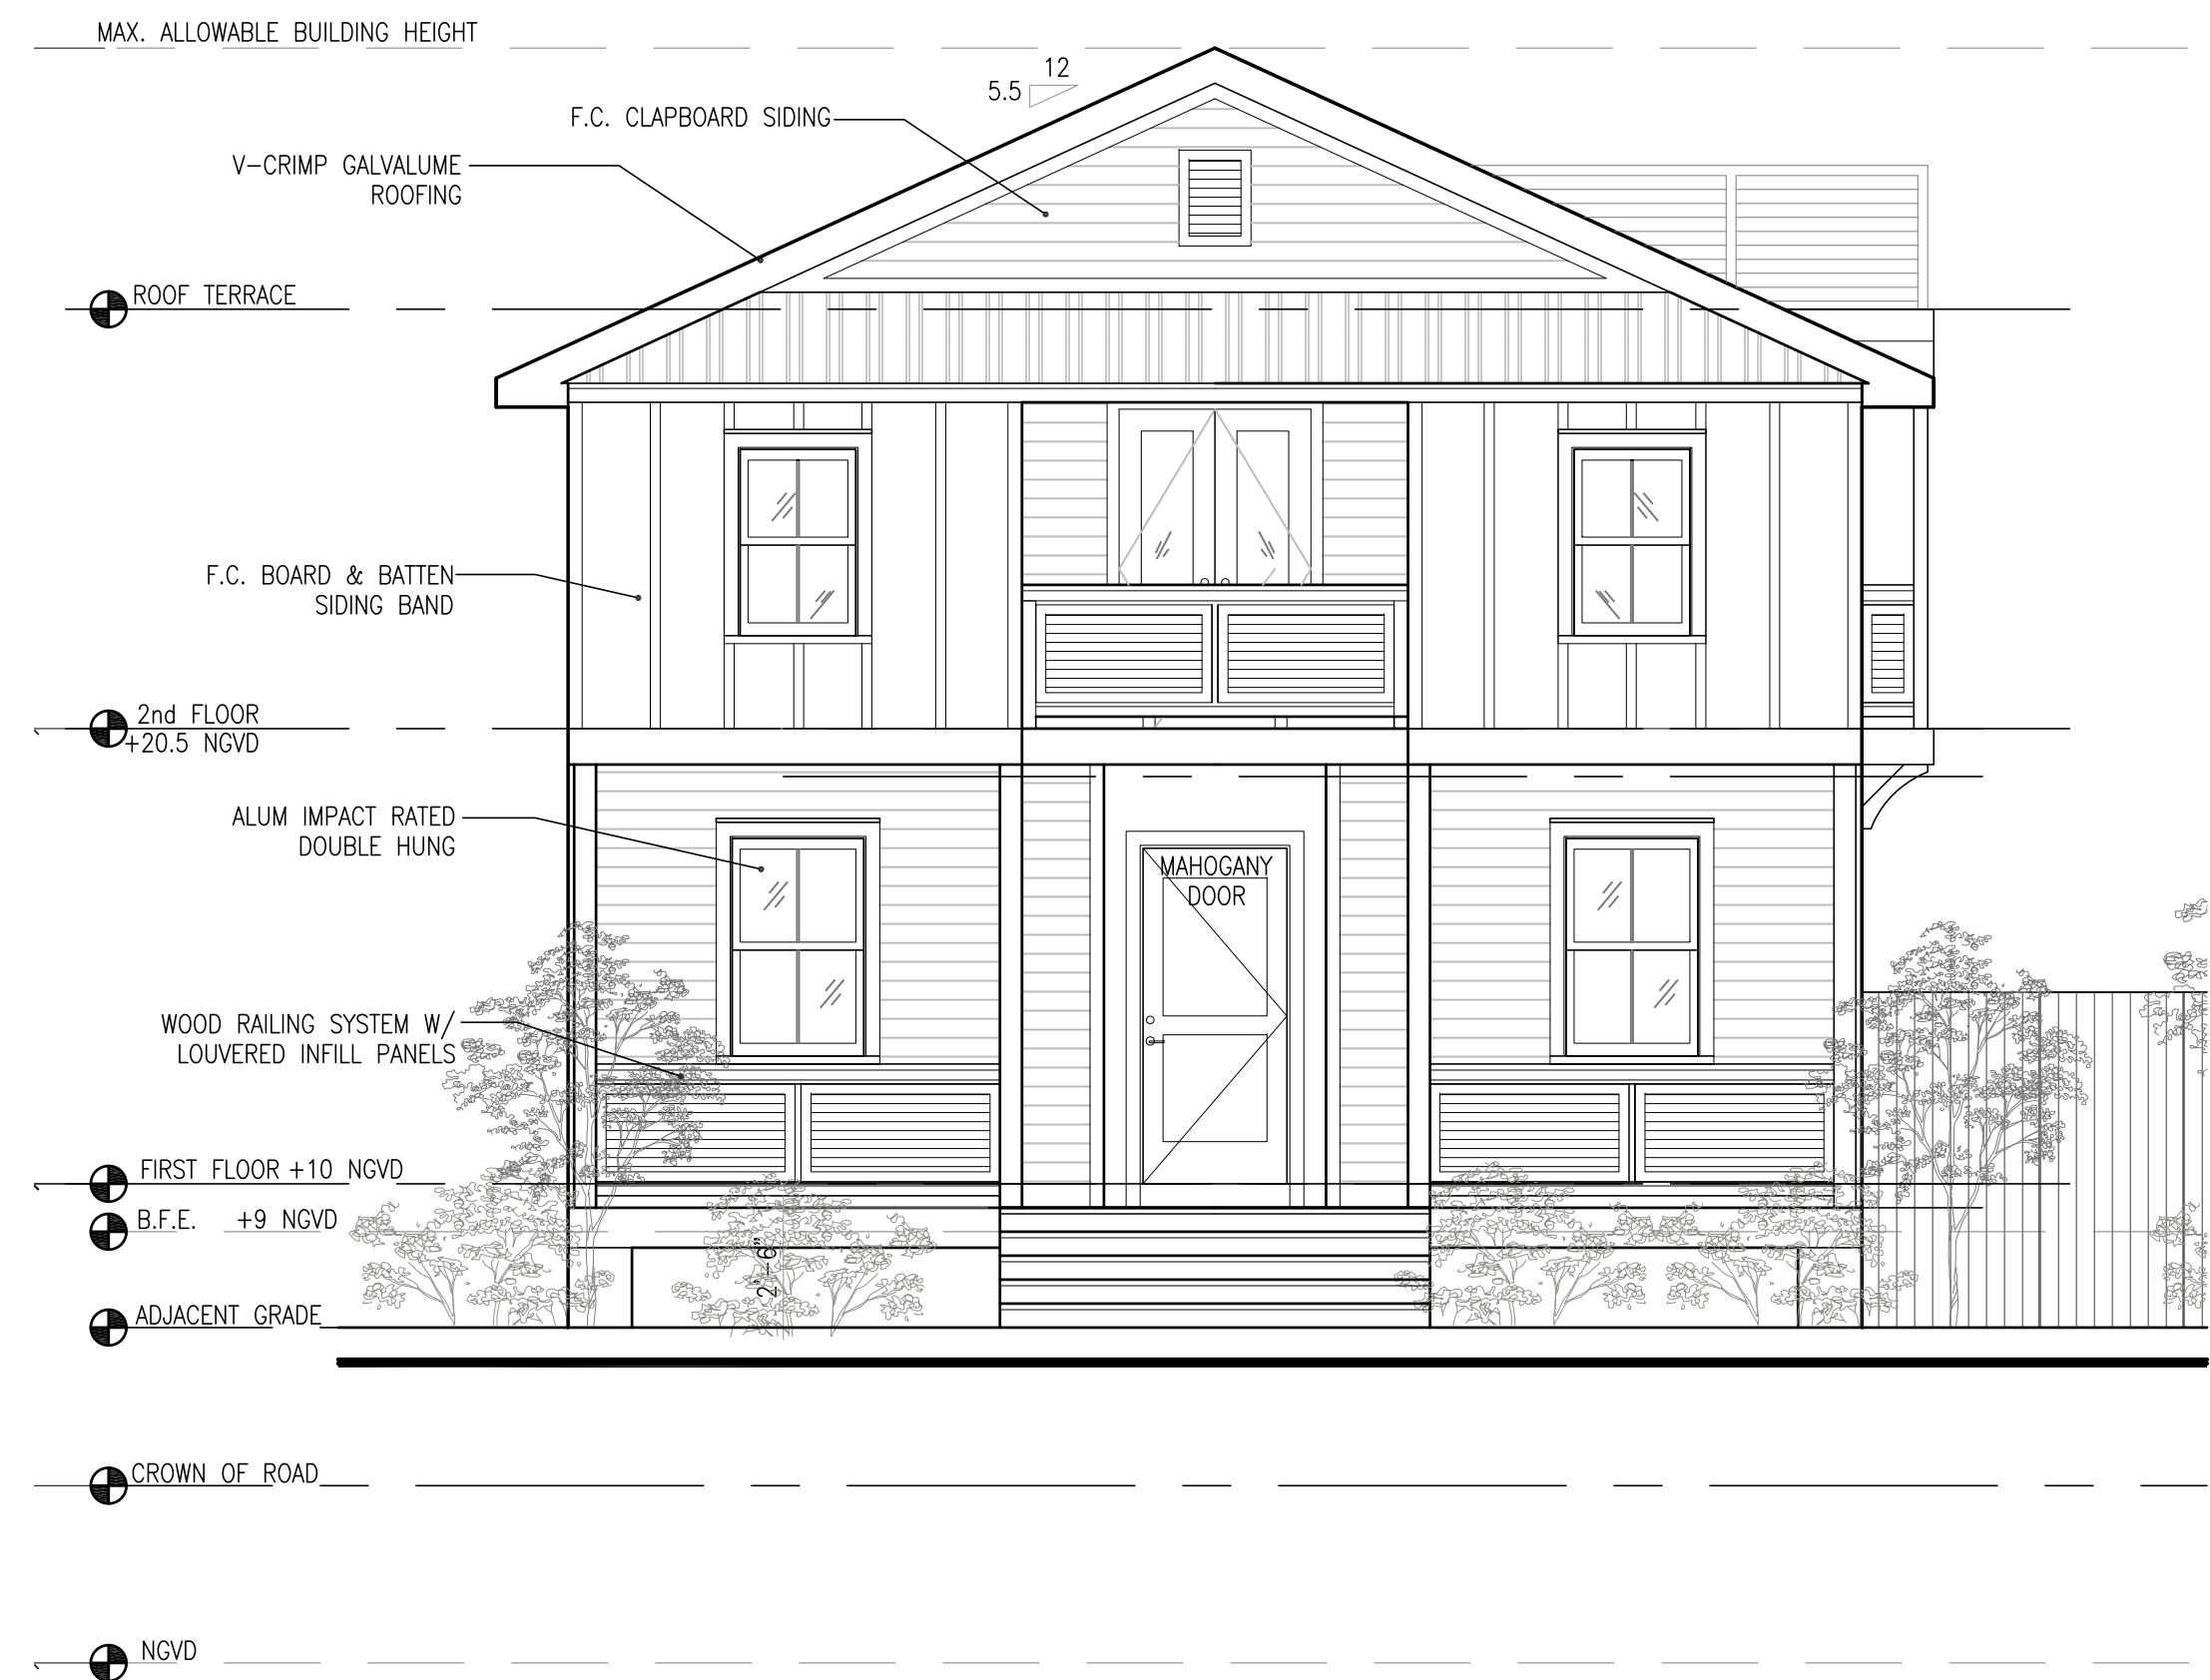 MAX. ALLOWABLE BUILDING HEIGHT
12
5.5
F.C. CLAPBOARD SIDING
V-CRIMP GALVALUME
ROOFING
ROOF TERRACE
F.C. BOARD & BATTEN
SIDING BAND
2nd FLOOR
+20.5 NGVD
ALUM IMPACT RATED
DOUBLE HUNG
MAHOGANY
DOOR
WOOD RAILING SYSTEM W/
LOUVERED INFILL PANELS
FIRST FLOOR +10 NGVD
B.F.E. +9 NGVD
2'-6"
ADJACENT GRADE
CROWN OF ROAD
NGVD